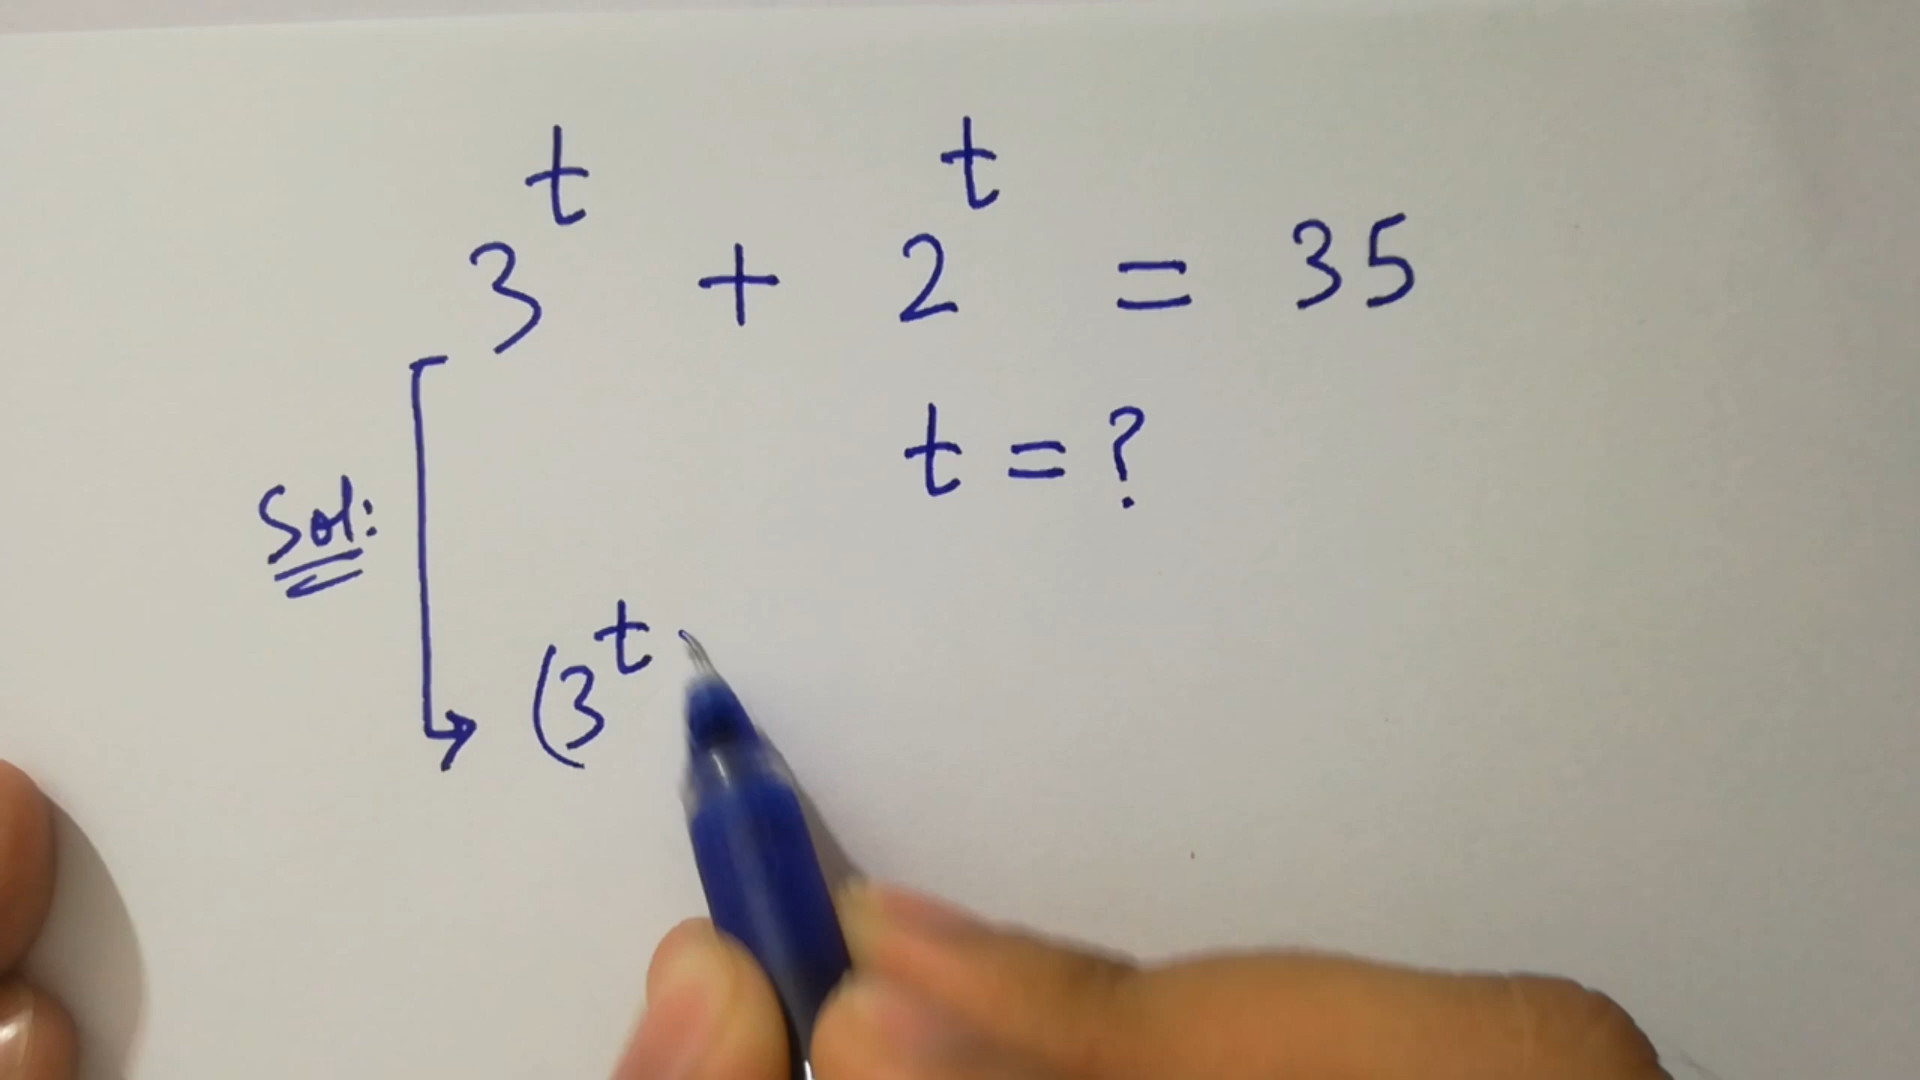 3^t + 2^t = 35
t = ?
Sol:
(3^t